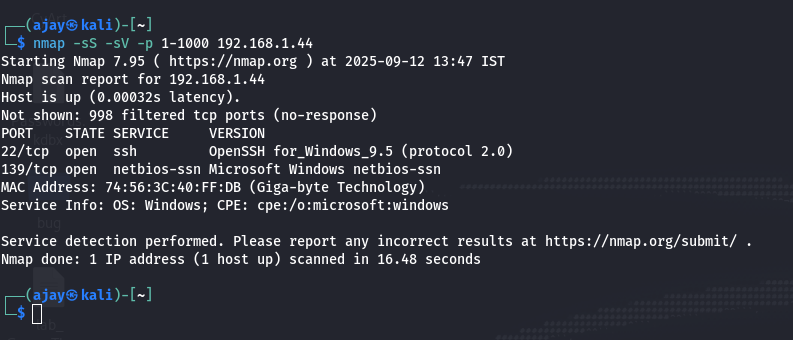 ┌──(ajay㉿kali)-[~]
└─$ nmap -sS -sV -p 1-1000 192.168.1.44
Starting Nmap 7.95 ( https://nmap.org ) at 2025-09-12 13:47 IST
Nmap scan report for 192.168.1.44
Host is up (0.00032s latency).
Not shown: 998 filtered tcp ports (no-response)
PORT    STATE SERVICE     VERSION
22/tcp  open  ssh         OpenSSH for_Windows_9.5 (protocol 2.0)
139/tcp open  netbios-ssn Microsoft Windows netbios-ssn
MAC Address: 74:56:3C:40:FF:DB (Giga-byte Technology)
Service Info: OS: Windows; CPE: cpe:/o:microsoft:windows

Service detection performed. Please report any incorrect results at https://nmap.org/submit/ .
Nmap done: 1 IP address (1 host up) scanned in 16.48 seconds

┌──(ajay㉿kali)-[~]
└─$
bug